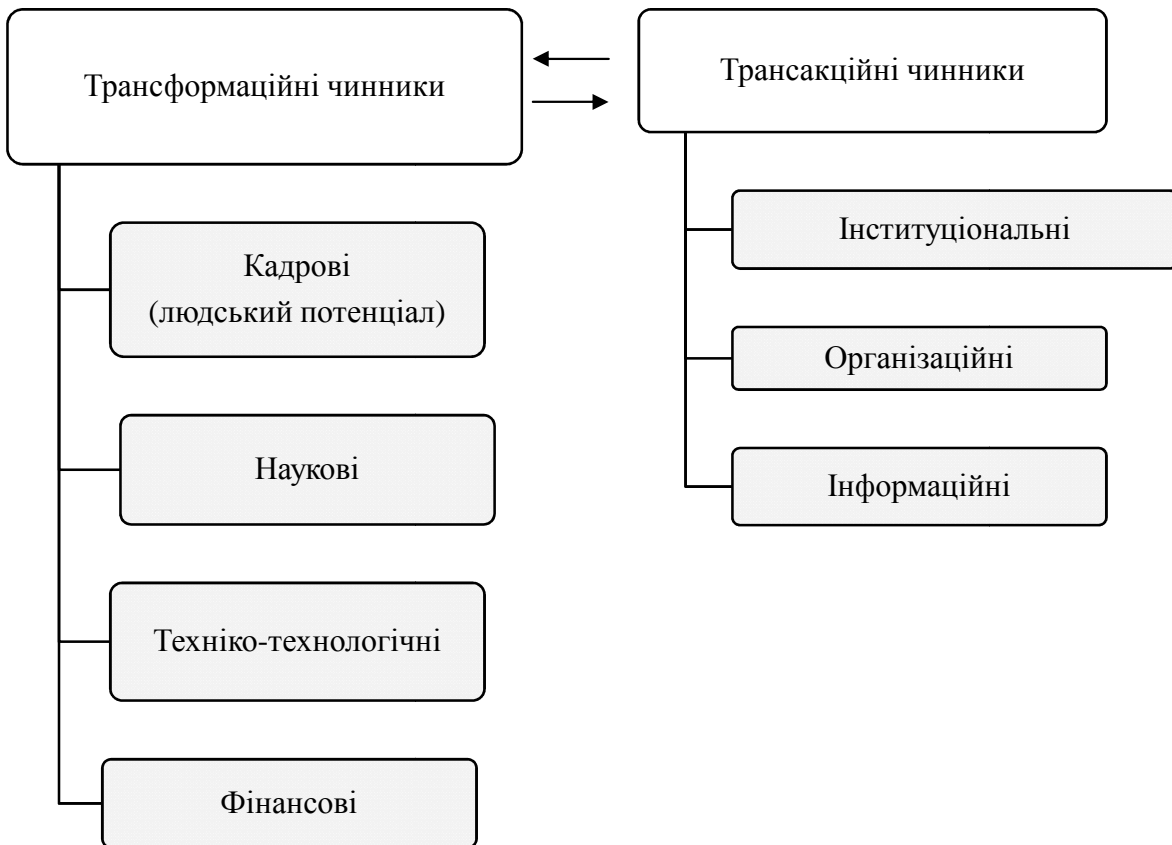 Трансформаційні чинники
Трансакційні чинники
Кадрові
(людський потенціал)
Наукові
Техніко-технологічні
Фінансові
Інституціональні
Організаційні
Інформаційні